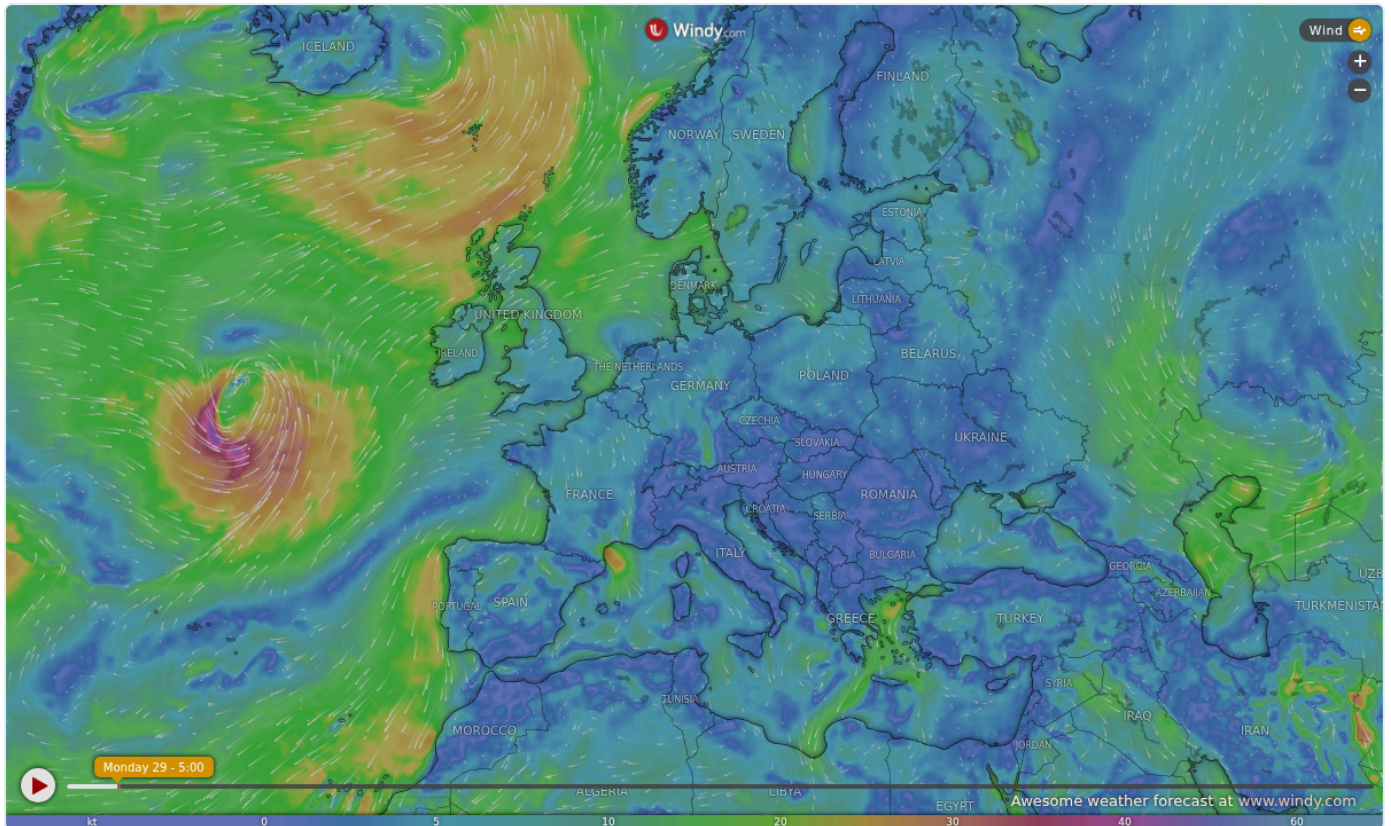 Windy.com
Wind
+
−
ICELAND
FINLAND
NORWAY
SWEDEN
ESTONIA
LATVIA
DENMARK
LITHUANIA
UNITED KINGDOM
IRELAND
BELARUS
THE NETHERLANDS
POLAND
GERMANY
CZECHIA
UKRAINE
SLOVAKIA
AUSTRIA
HUNGARY
FRANCE
ROMANIA
CROATIA
SERBIA
ITALY
BULGARIA
GEORGIA
UZB
AZERBAIJAN
PORTUGAL
SPAIN
TURKMENISTAN
GREECE
TURKEY
SYRIA
TUNISIA
IRAQ
MOROCCO
IRAN
JORDAN
Monday 29 - 5:00
ALGERIA
LIBYA
EGYPT
Awesome weather forecast at www.windy.com
kt 0 5 10 20 30 40 60